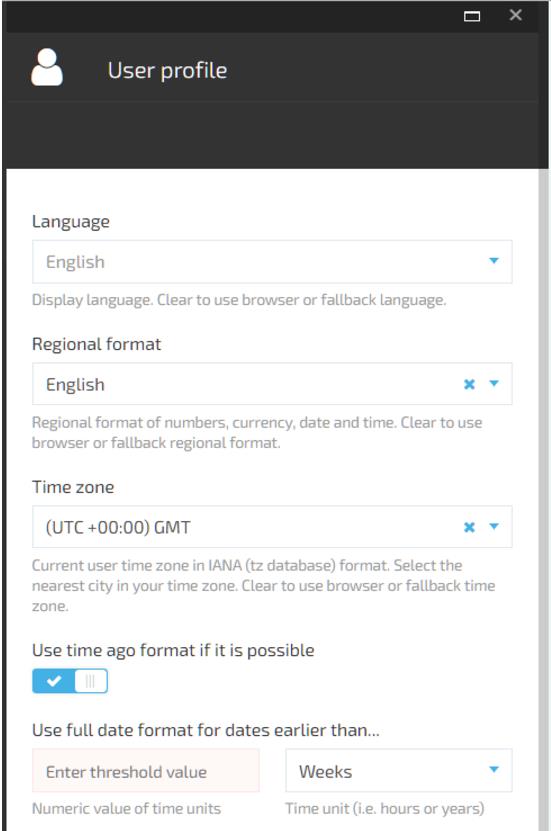 User profile
Language
English
Display language. Clear to use browser or fallback language.
Regional format
English
Regional format of numbers, currency, date and time. Clear to use
browser or fallback regional format.
Time zone
(UTC +00:00) GMT
Current user time zone in IANA (tz database) format. Select the
nearest city in your time zone. Clear to use browser or fallback time
zone.
Use time ago format if it is possible
Use full date format for dates earlier than...
Enter threshold value
Weeks
Numeric value of time units
Time unit (i.e. hours or years)